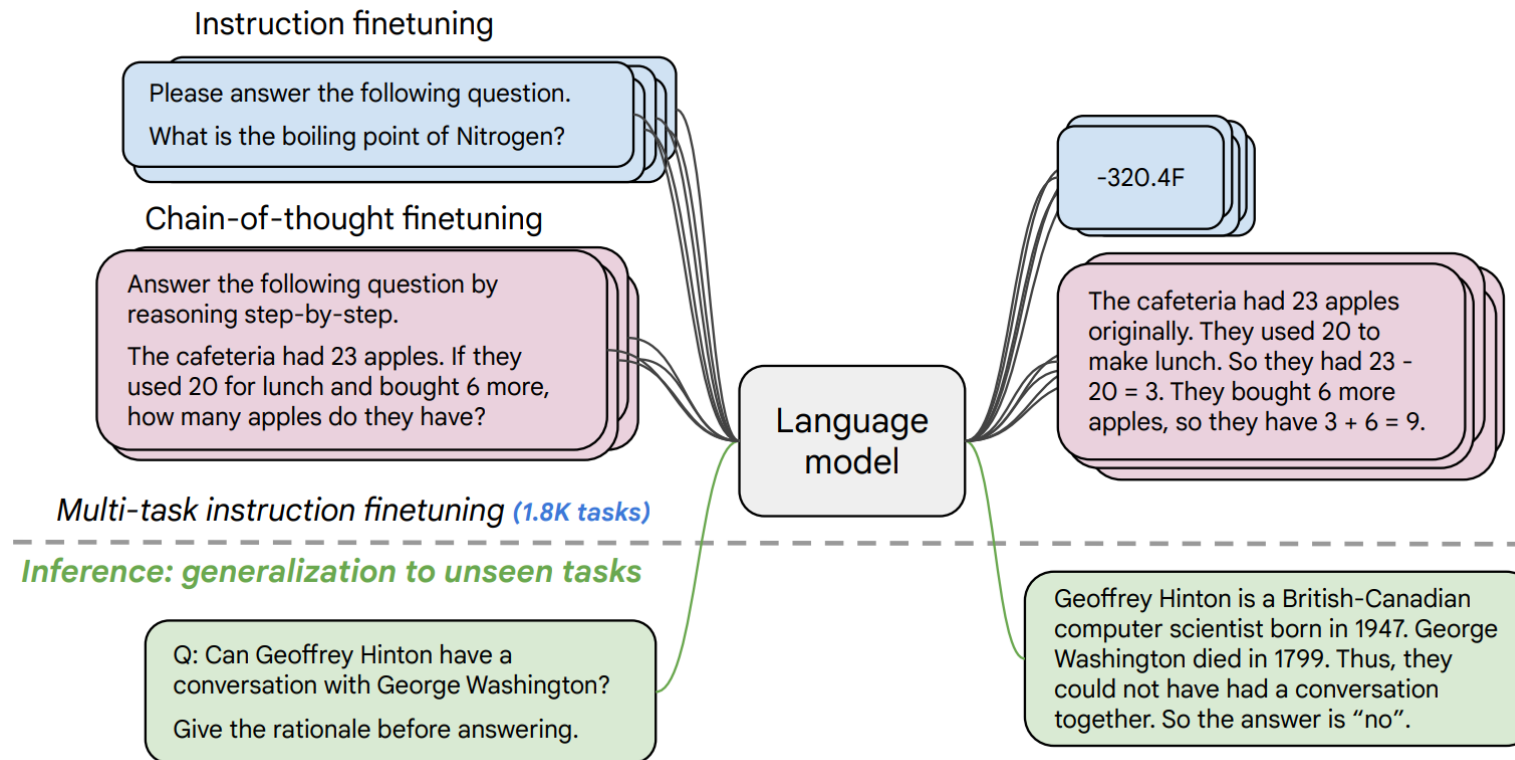 Instruction finetuning
Please answer the following question.
What is the boiling point of Nitrogen?
-320.4F
Chain-of-thought finetuning
Answer the following question by
reasoning step-by-step.
The cafeteria had 23 apples. If they
used 20 for lunch and bought 6 more,
how many apples do they have?
The cafeteria had 23 apples
originally. They used 20 to
make lunch. So they had 23 -
20 = 3. They bought 6 more
apples, so they have 3 + 6 = 9.
Language
model
Multi-task instruction finetuning (1.8K tasks)
Inference: generalization to unseen tasks
Q: Can Geoffrey Hinton have a
conversation with George Washington?
Give the rationale before answering.
Geoffrey Hinton is a British-Canadian
computer scientist born in 1947. George
Washington died in 1799. Thus, they
could not have had a conversation
together. So the answer is “no”.